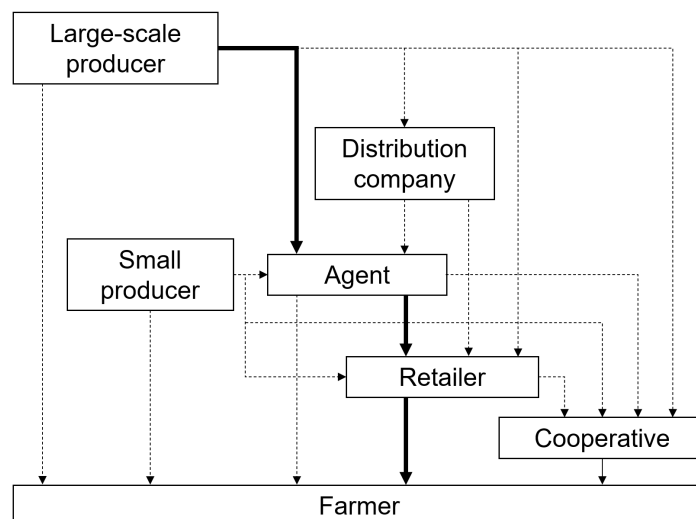 Large-scale
producer
Distribution
company
Small
producer
Agent
Retailer
Cooperative
Farmer